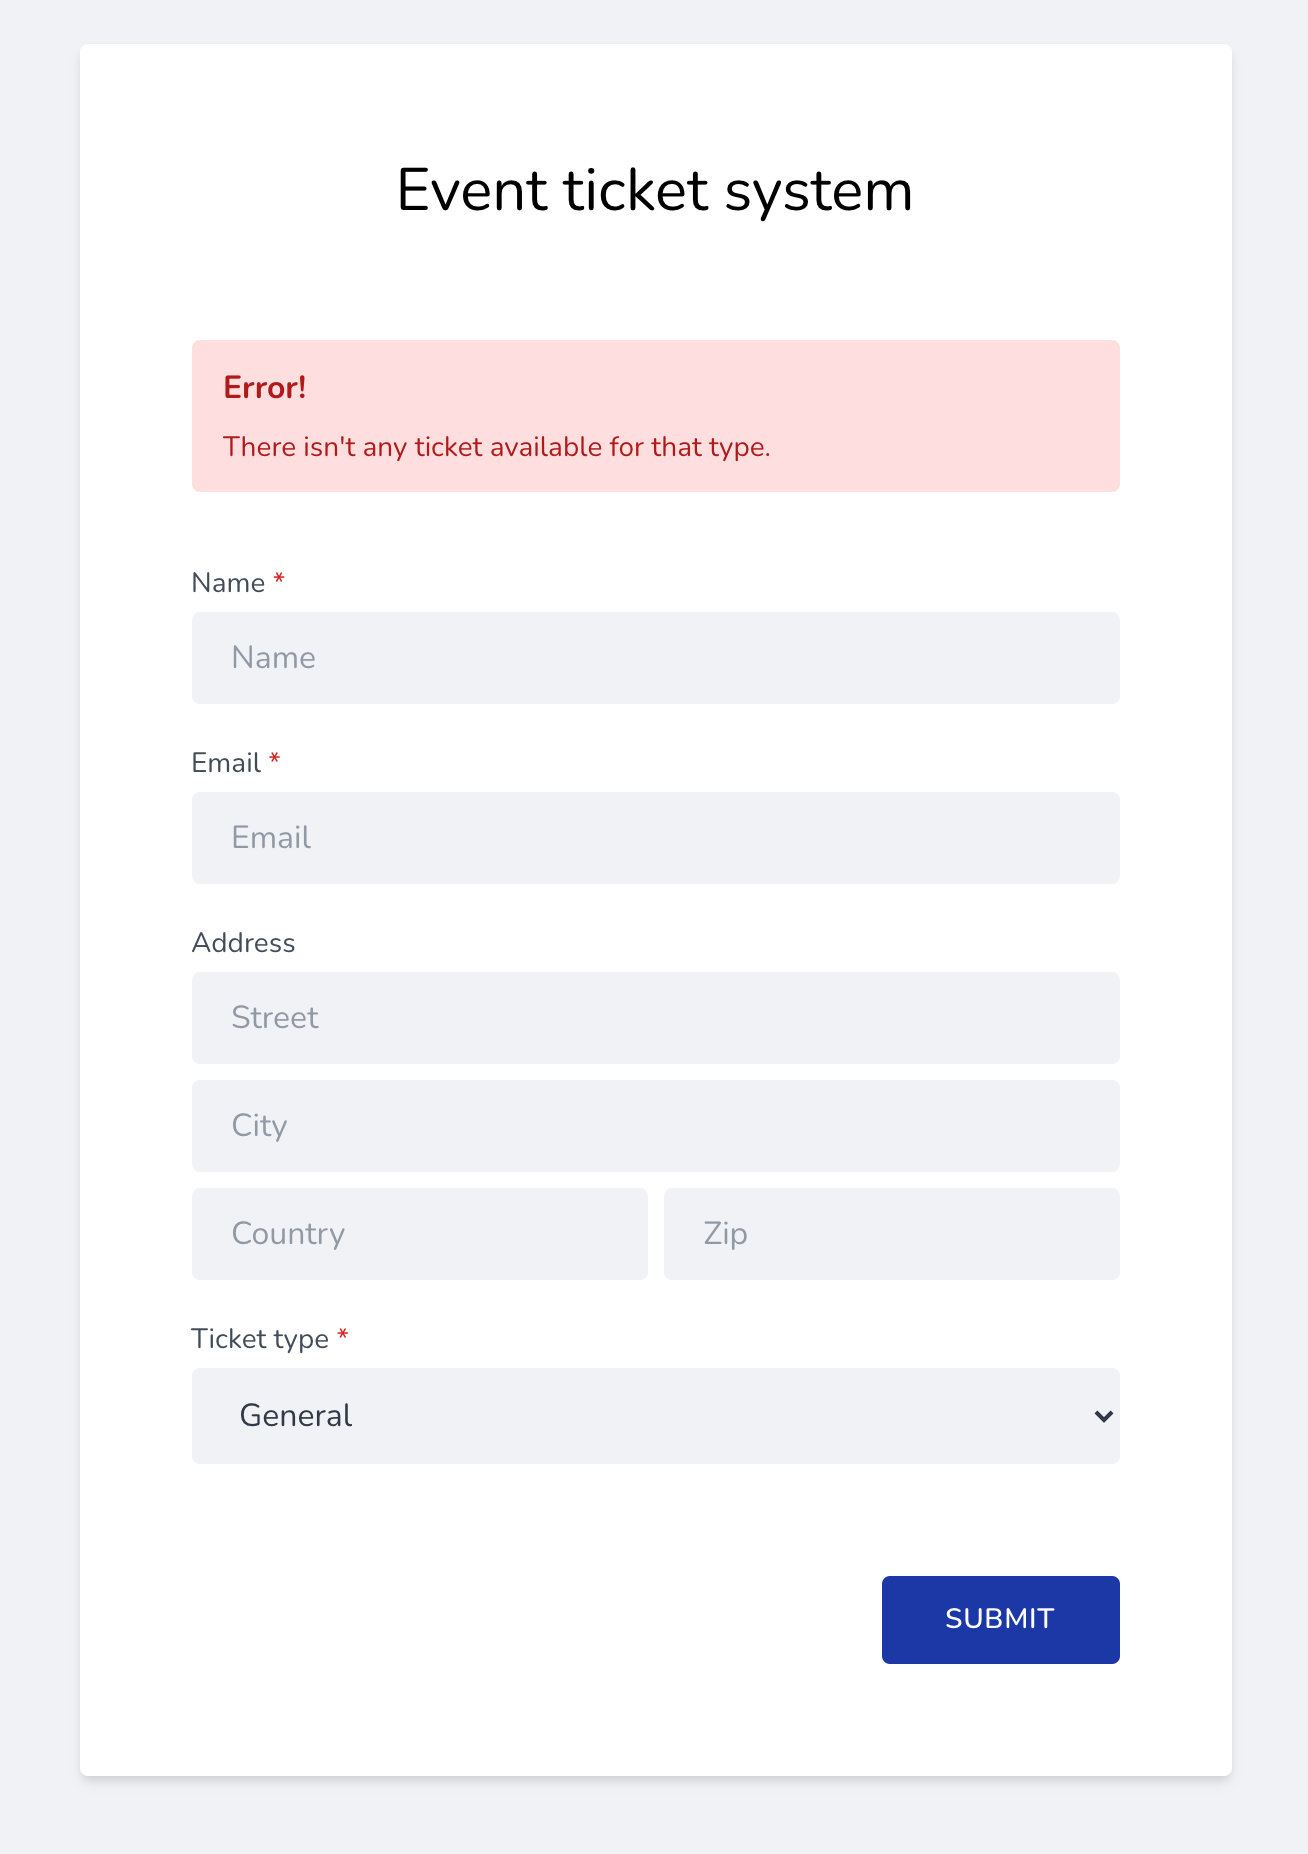 Event ticket system
Error!
There isn't any ticket available for that type.
Name *
Name
Email *
Email
Address
Street
City
Country Zip
Ticket type *
General
SUBMIT